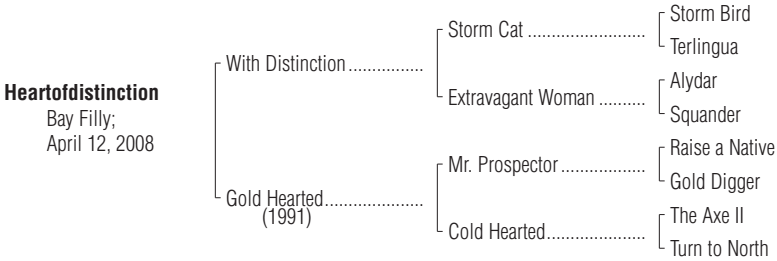 Heartofdistinction
Bay Filly;
April 12, 2008
With Distinction................
Storm Cat .........................
Storm Bird
Terlingua
Extravagant Woman ..........
Alydar
Squander
Gold Hearted.....................
(1991)
Mr. Prospector ..................
Raise a Native
Gold Digger
Cold Hearted.....................
The Axe II
Turn to North